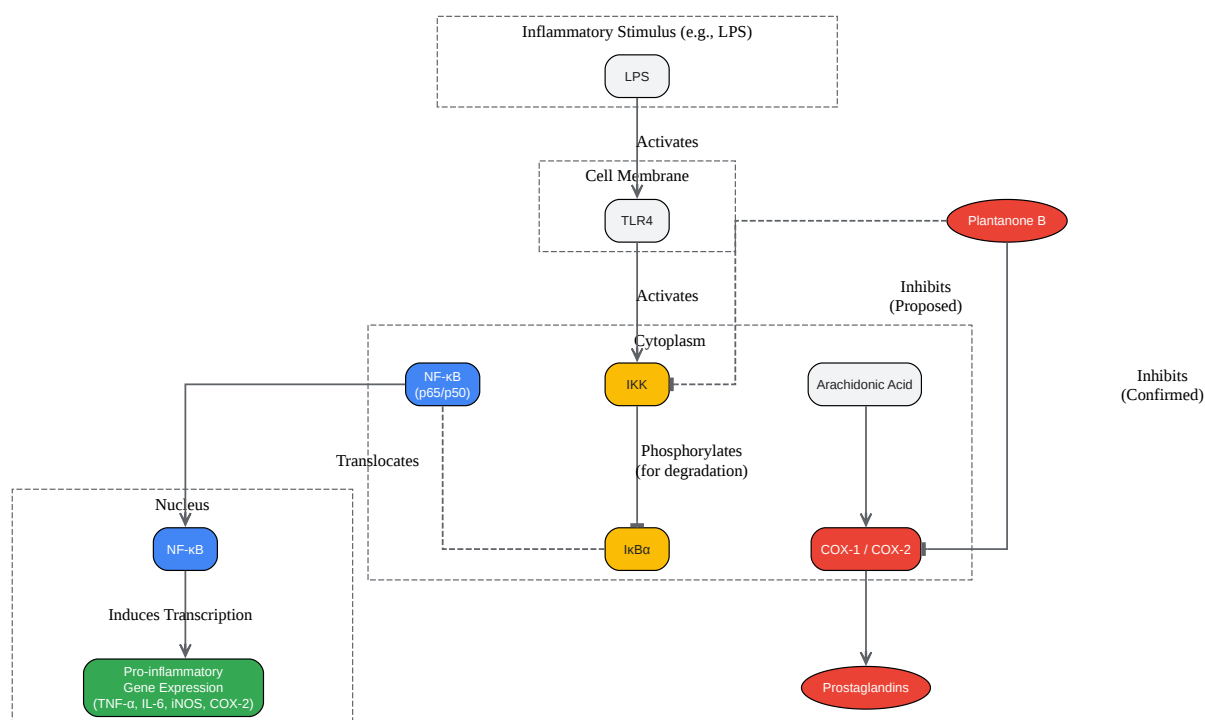 Inflammatory Stimulus (e.g., LPS)
LPS
Activates
Cell Membrane
TLR4
Plantanone B
Activates
Inhibits
(Proposed)
Cytoplasm
NF-κB
(p65/p50)
IKK
Arachidonic Acid
Inhibits
(Confirmed)
Translocates
Phosphorylates
(for degradation)
Nucleus
NF-κB
IκBα
COX-1 / COX-2
Induces Transcription
Pro-inflammatory
Gene Expression
(TNF-α, IL-6, iNOS, COX-2)
Prostaglandins